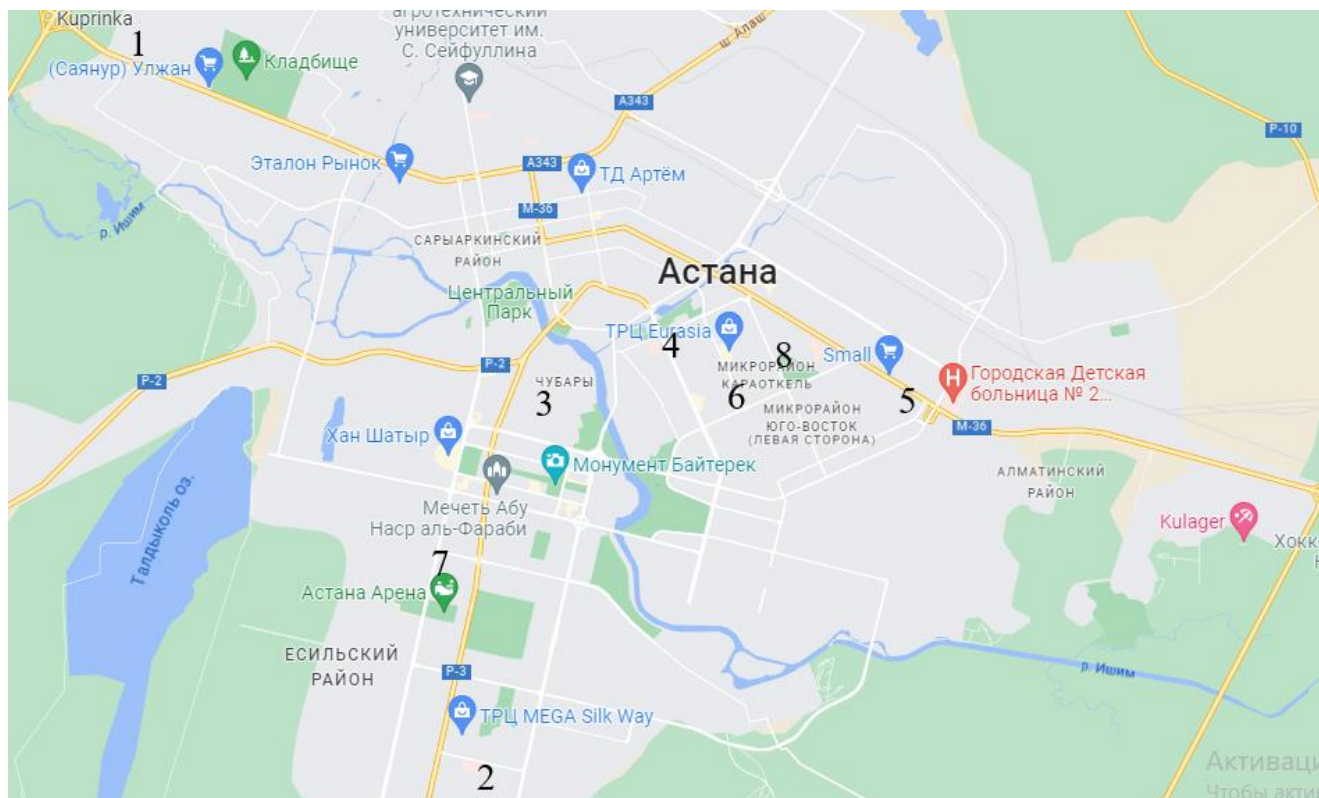 Kuprinka
1
(Саянур) Улжан
Кладбище
агротехнический
университет им.
С. Сейфуллина
ш Алаш
А343
Р-10
Эталон Рынок
А343
ТД Артём
М-36
р. Ишим
САРЫАРКИНСКИЙ
РАЙОН
Астана
Центральный
Парк
ТРЦ Eurasia
4
8
Small
Р-2
Р-2
ЧУБАРЫ
3
МИКРОРАЙОН
КАРАОТКЕЛЬ
6
5
Городская Детская
больница № 2...
МИКРОРАЙОН
ЮГО-ВОСТОК
(ЛЕВАЯ СТОРОНА)
М-36
Хан Шатыр
Монумент Байтерек
АЛМАТИНСКИЙ
РАЙОН
Талдыколь оз.
Мечеть Абу
Наср аль-Фараби
Kulager
Хокк
7
Астана Арена
ЕСИЛЬСКИЙ
РАЙОН
Р-3
р. Ишим
ТРЦ MEGA Silk Way
2
Активаци
Чтобы акти